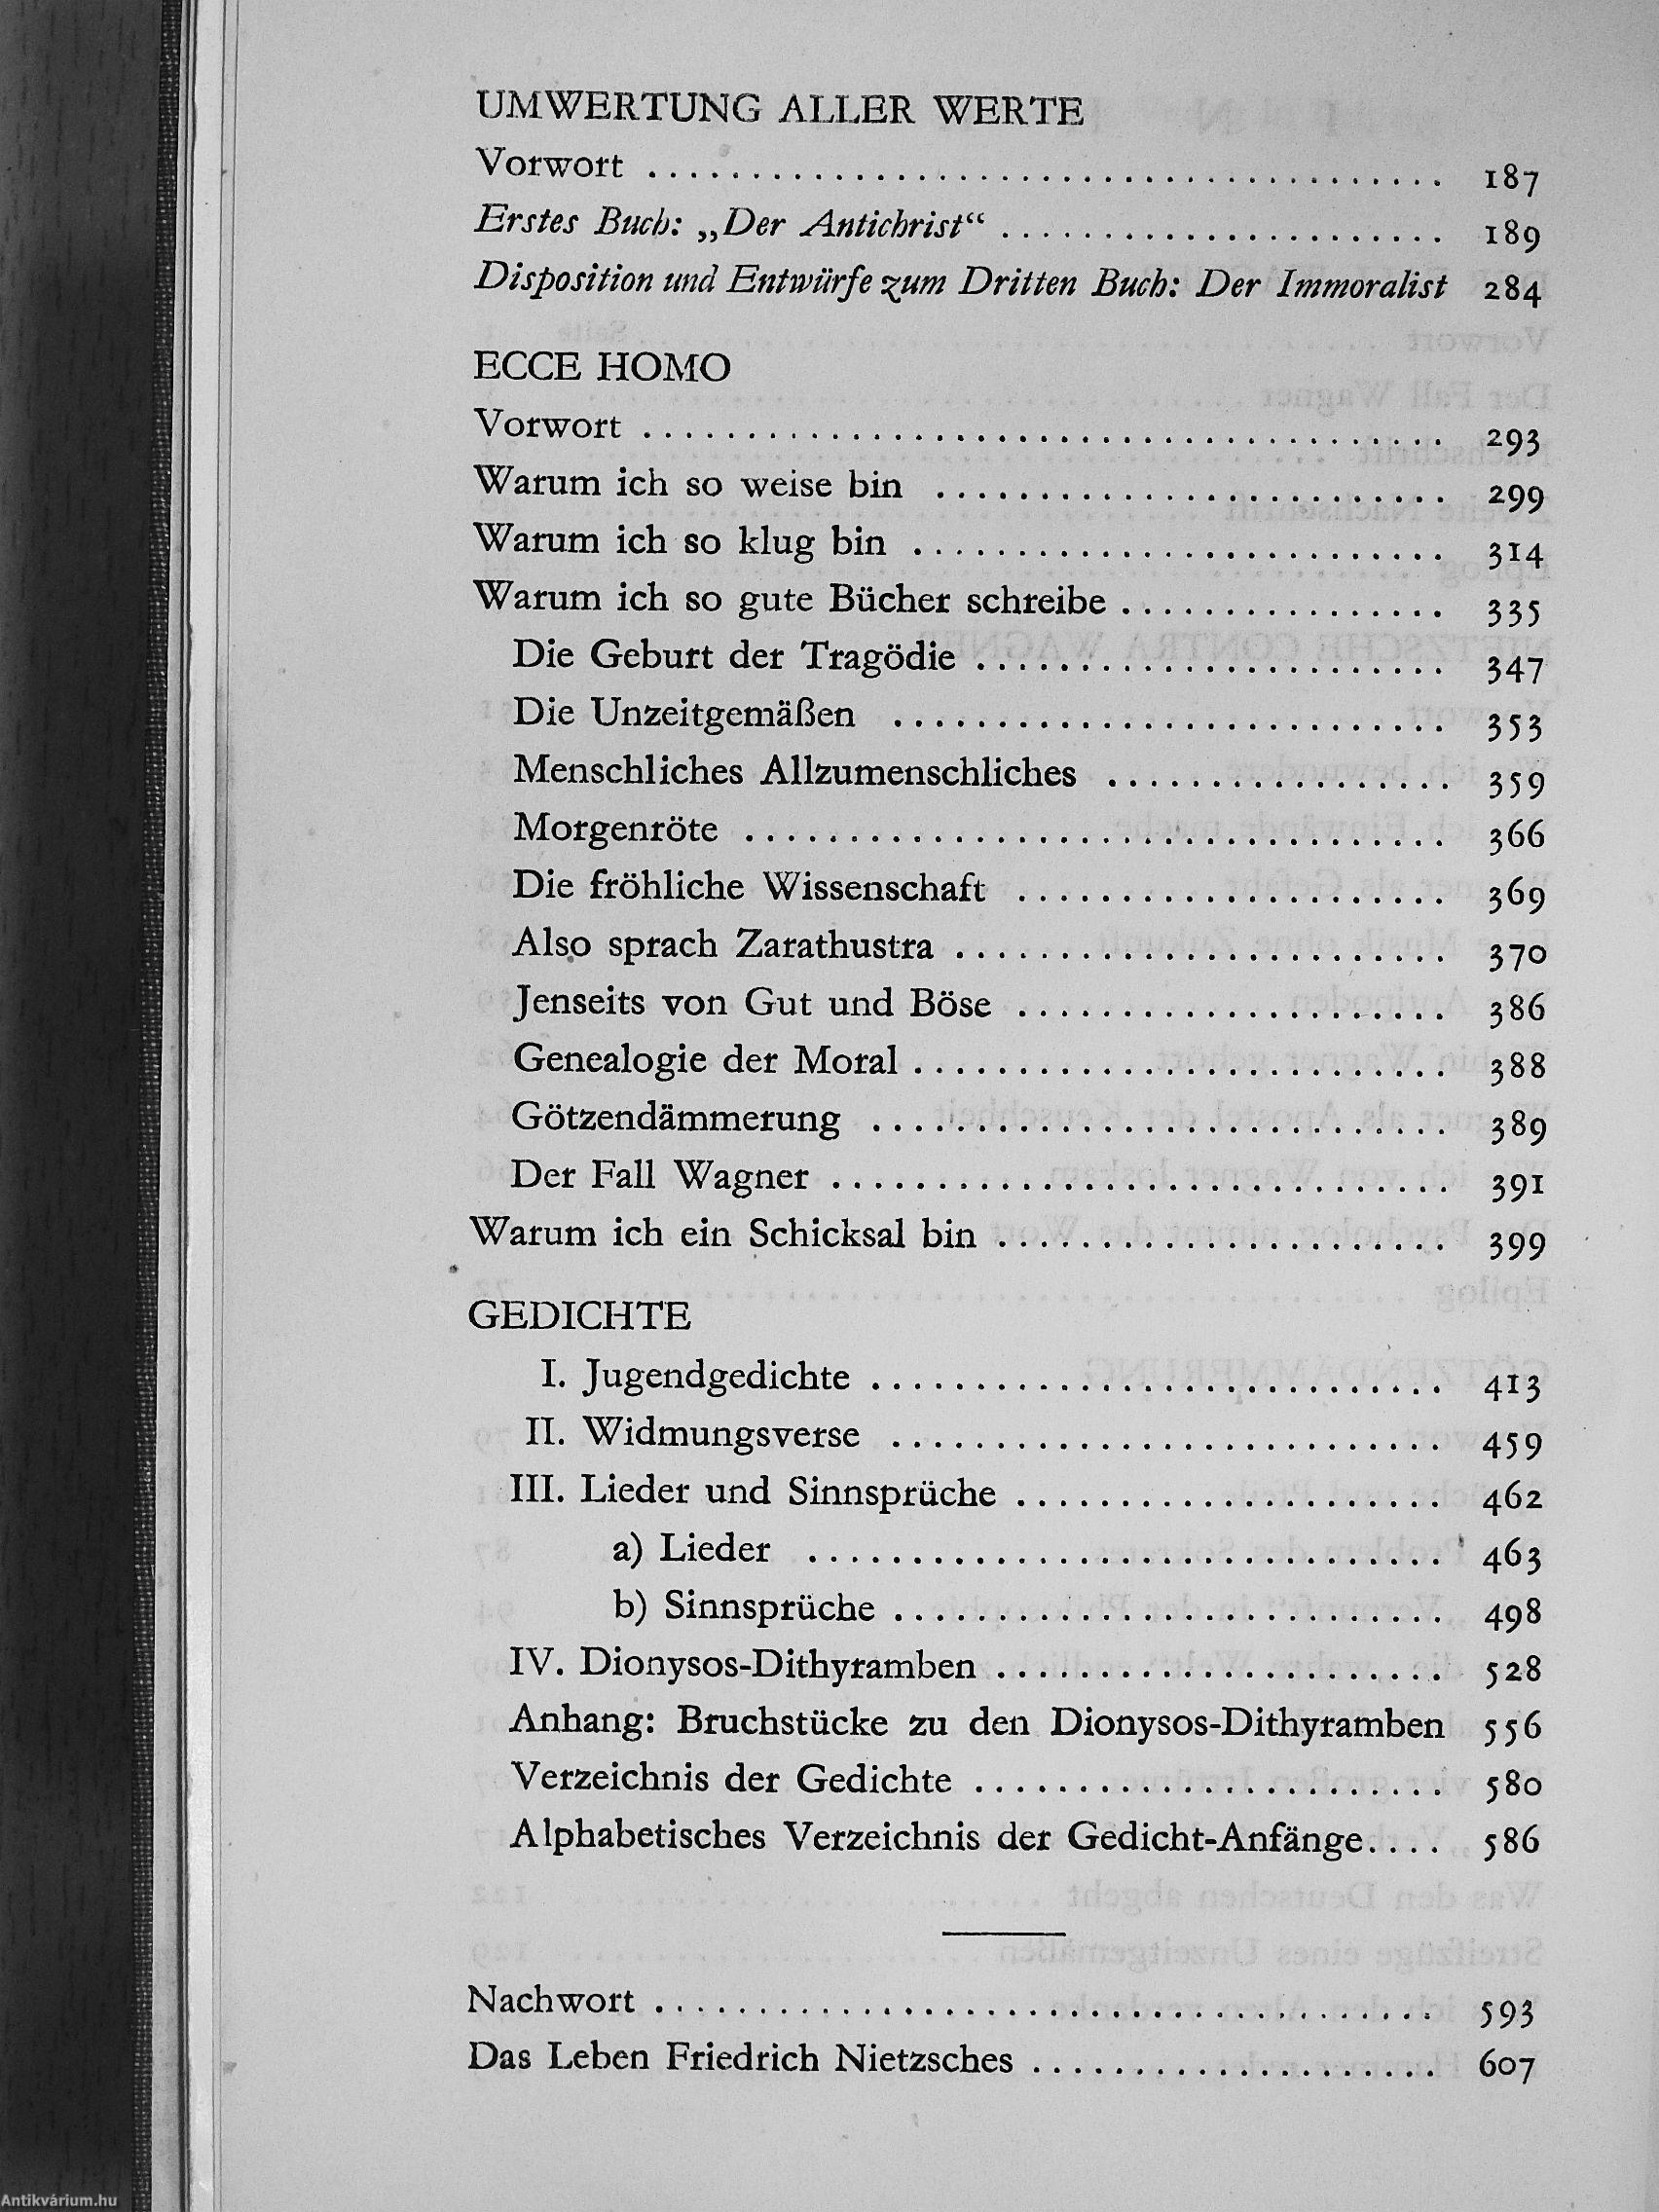 UMWERTUNG ALLER WERTE
Vorwort . . . . . . . . . . . . . . . . . . . . . . . . . . . . . . . . . . . . . . . 187
Erstes Buch: „Der Antichrist“ . . . . . . . . . . . . . . . . . . . . . . 189
Disposition und Entwürfe zum Dritten Buch: Der Immoralist 284
ECCE HOMO
Vorwort . . . . . . . . . . . . . . . . . . . . . . . . . . . . . . . . . . . . . . . 293
Warum ich so weise bin . . . . . . . . . . . . . . . . . . . . . . . . . 299
Warum ich so klug bin . . . . . . . . . . . . . . . . . . . . . . . . . . 314
Warum ich so gute Bücher schreibe . . . . . . . . . . . . . . . . 335
Die Geburt der Tragödie . . . . . . . . . . . . . . . . . . . . . . . 347
Die Unzeitgemäßen . . . . . . . . . . . . . . . . . . . . . . . . . . . 353
Menschliches Allzumenschliches . . . . . . . . . . . . . . . . . 359
Morgenröte . . . . . . . . . . . . . . . . . . . . . . . . . . . . . . . . . . 366
Die fröhliche Wissenschaft . . . . . . . . . . . . . . . . . . . . . 369
Also sprach Zarathustra . . . . . . . . . . . . . . . . . . . . . . . . 370
Jenseits von Gut und Böse . . . . . . . . . . . . . . . . . . . . . 386
Genealogie der Moral . . . . . . . . . . . . . . . . . . . . . . . . . . 388
Götzendämmerung . . . . . . . . . . . . . . . . . . . . . . . . . . . . 389
Der Fall Wagner . . . . . . . . . . . . . . . . . . . . . . . . . . . . . . 391
Warum ich ein Schicksal bin . . . . . . . . . . . . . . . . . . . . . . 399
GEDICHTE
I. Jugendgedichte . . . . . . . . . . . . . . . . . . . . . . . . . . . . 413
II. Widmungsverse . . . . . . . . . . . . . . . . . . . . . . . . . . . 459
III. Lieder und Sinnsprüche . . . . . . . . . . . . . . . . . . . . . 462
a) Lieder . . . . . . . . . . . . . . . . . . . . . . . . . . . . . . . 463
b) Sinnsprüche . . . . . . . . . . . . . . . . . . . . . . . . . . . 498
IV. Dionysos-Dithyramben . . . . . . . . . . . . . . . . . . . . . . 528
Anhang: Bruchstücke zu den Dionysos-Dithyramben 556
Verzeichnis der Gedichte . . . . . . . . . . . . . . . . . . . . . . . 580
Alphabetisches Verzeichnis der Gedicht-Anfänge. . . . 586
Nachwort . . . . . . . . . . . . . . . . . . . . . . . . . . . . . . . . . . . . . . 593
Das Leben Friedrich Nietzsches . . . . . . . . . . . . . . . . . . . . 607
Antikvárium.hu